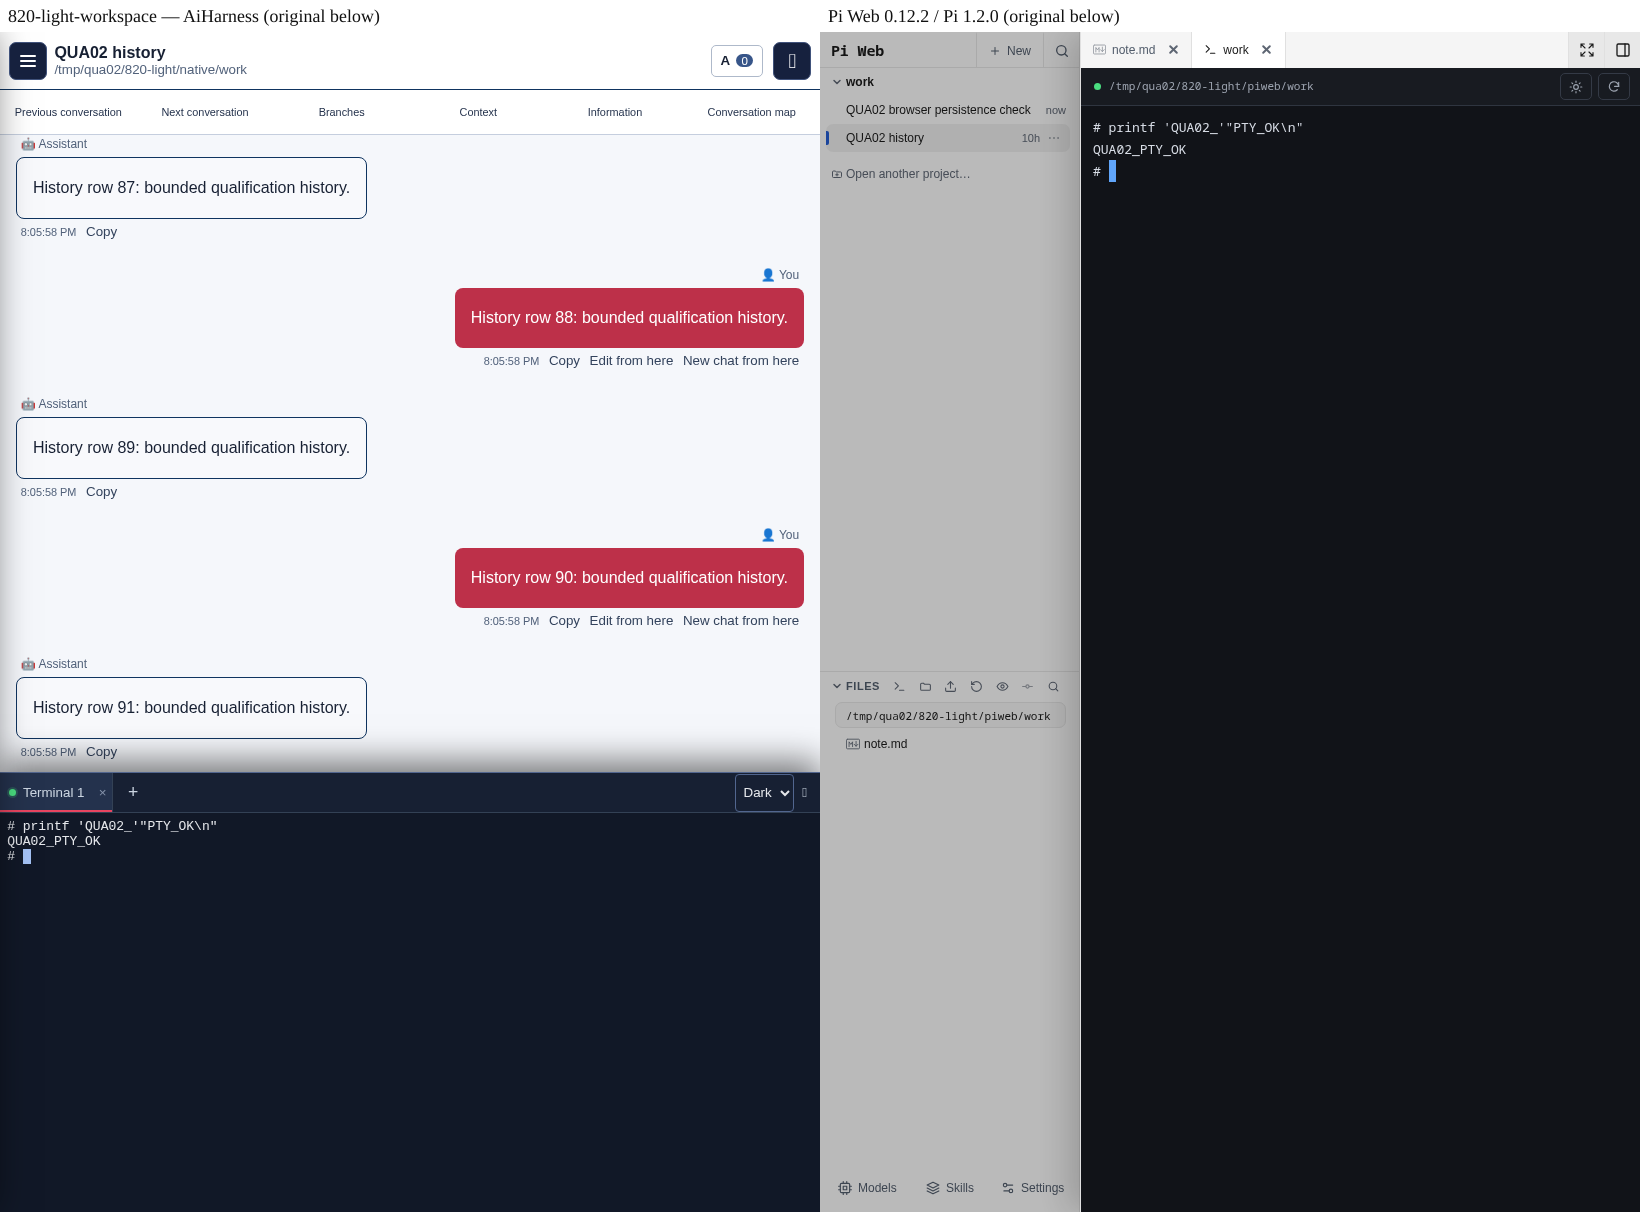 820-light-workspace — AiHarness (original below)
QUA02 history
/tmp/qua02/820-light/native/work
A 0
Previous conversation Next conversation Branches Context Information Conversation map
Assistant
History row 87: bounded qualification history.
8:05:58 PM Copy
You
History row 88: bounded qualification history.
8:05:58 PM Copy Edit from here New chat from here
Assistant
History row 89: bounded qualification history.
8:05:58 PM Copy
You
History row 90: bounded qualification history.
8:05:58 PM Copy Edit from here New chat from here
Assistant
History row 91: bounded qualification history.
8:05:58 PM Copy
Terminal 1 × + Dark
# printf 'QUA02_'"PTY_OK\n"
QUA02_PTY_OK
#
Pi Web 0.12.2 / Pi 1.2.0 (original below)
Pi Web + New
work
QUA02 browser persistence check now
QUA02 history 10h ···
Open another project…
FILES
/tmp/qua02/820-light/piweb/work
note.md
Models Skills Settings
note.md work
/tmp/qua02/820-light/piweb/work
# printf 'QUA02_'"PTY_OK\n"
QUA02_PTY_OK
#